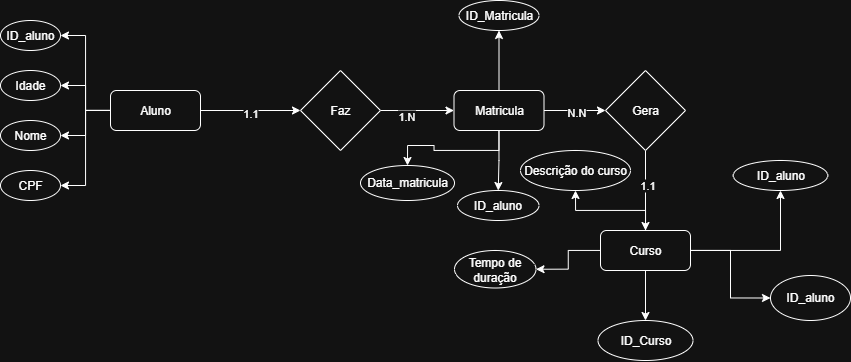 ID_Matricula
ID_aluno
Idade
Aluno
1.1
Faz
1.N
Matricula
N.N
Gera
Nome
CPF
Data_matricula
ID_aluno
Descrição do curso
1.1
ID_aluno
Curso
Tempo de
duração
ID_aluno
ID_Curso